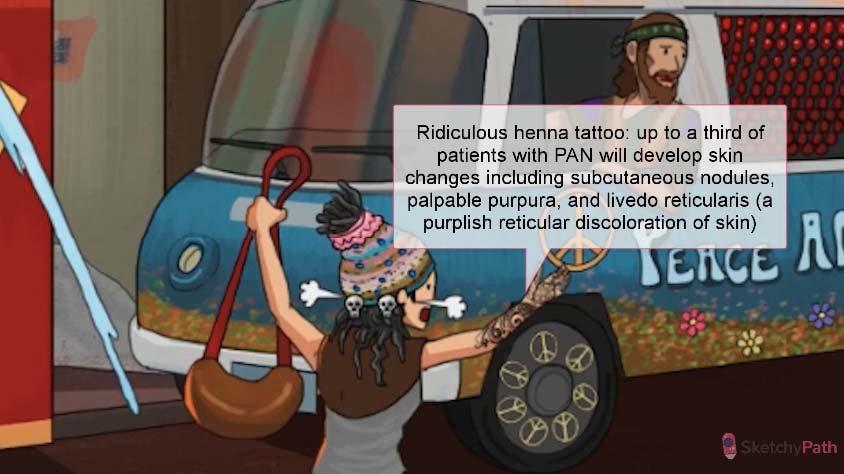 Ridiculous henna tattoo: up to a third of
patients with PAN will develop skin
changes including subcutaneous nodules,
palpable purpura, and livedo reticularis (a
purplish reticular discoloration of skin)
PEACE A
SketchyPath